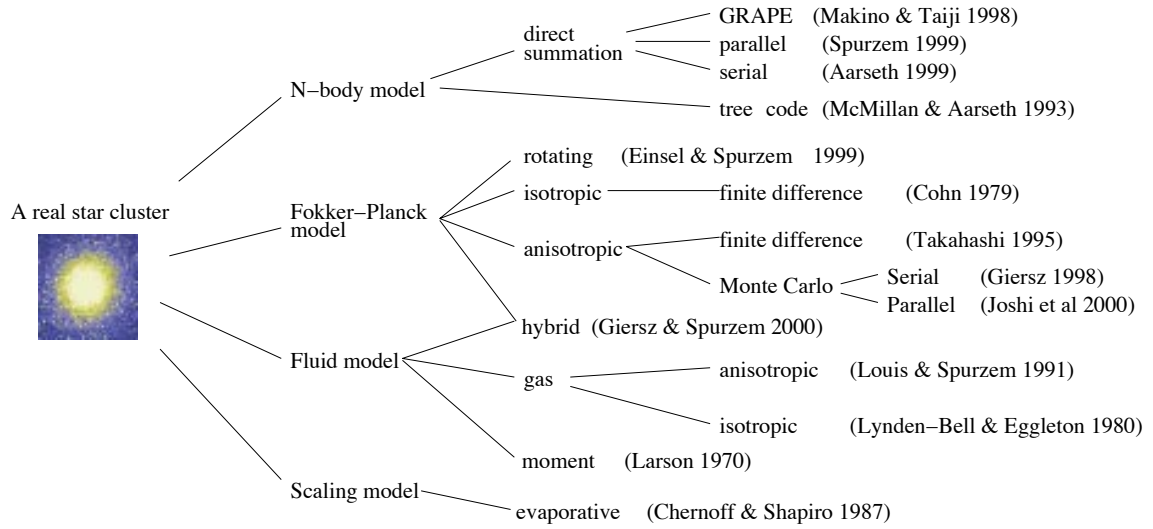 GRAPE (Makino & Taiji 1998)
direct
summation
parallel (Spurzem 1999)
serial (Aarseth 1999)
N−body model
tree code (McMillan & Aarseth 1993)
rotating (Einsel & Spurzem 1999)
isotropic
finite difference (Cohn 1979)
A real star cluster
Fokker−Planck
model
anisotropic
finite difference (Takahashi 1995)
Monte Carlo
Serial (Giersz 1998)
Parallel (Joshi et al 2000)
hybrid (Giersz & Spurzem 2000)
Fluid model
gas
anisotropic (Louis & Spurzem 1991)
isotropic (Lynden−Bell & Eggleton 1980)
moment (Larson 1970)
Scaling model
evaporative (Chernoff & Shapiro 1987)